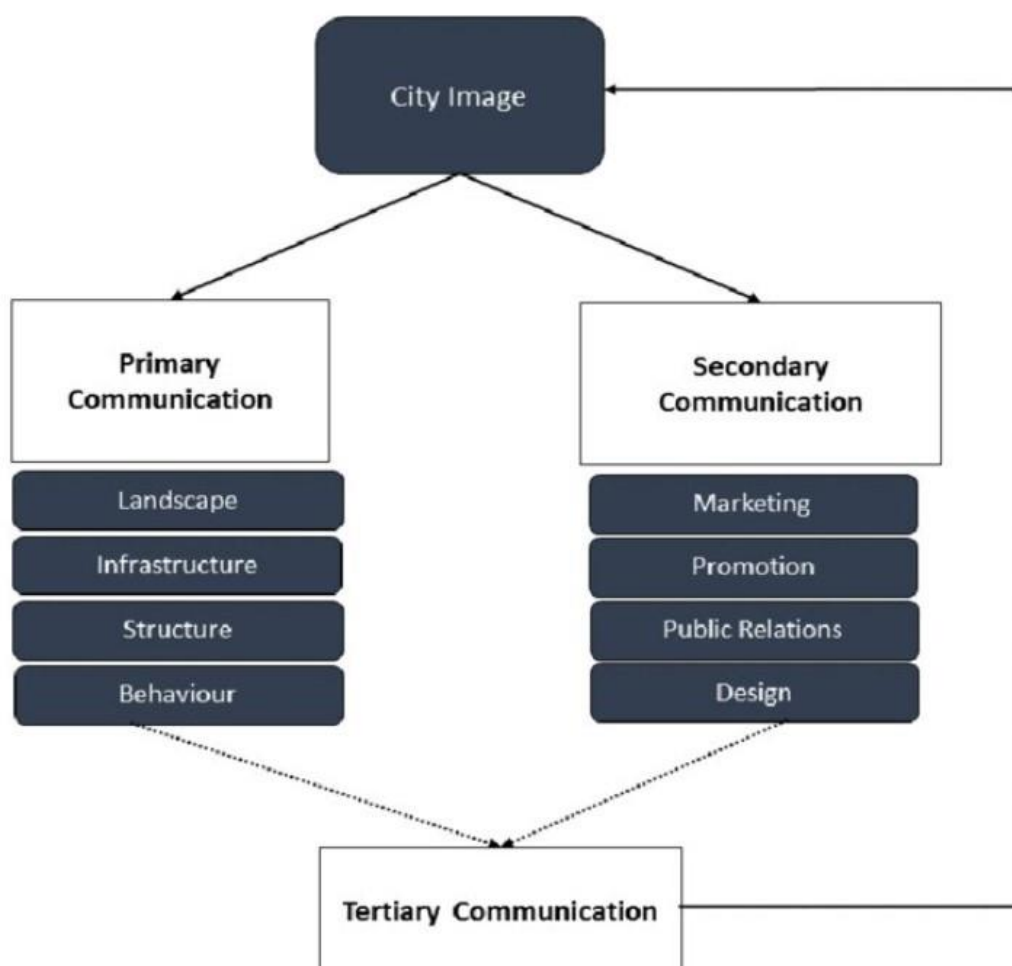 City Image
Primary
Communication
Secondary
Communication
Landscape
Infrastructure
Structure
Behaviour
Marketing
Promotion
Public Relations
Design
Tertiary Communication